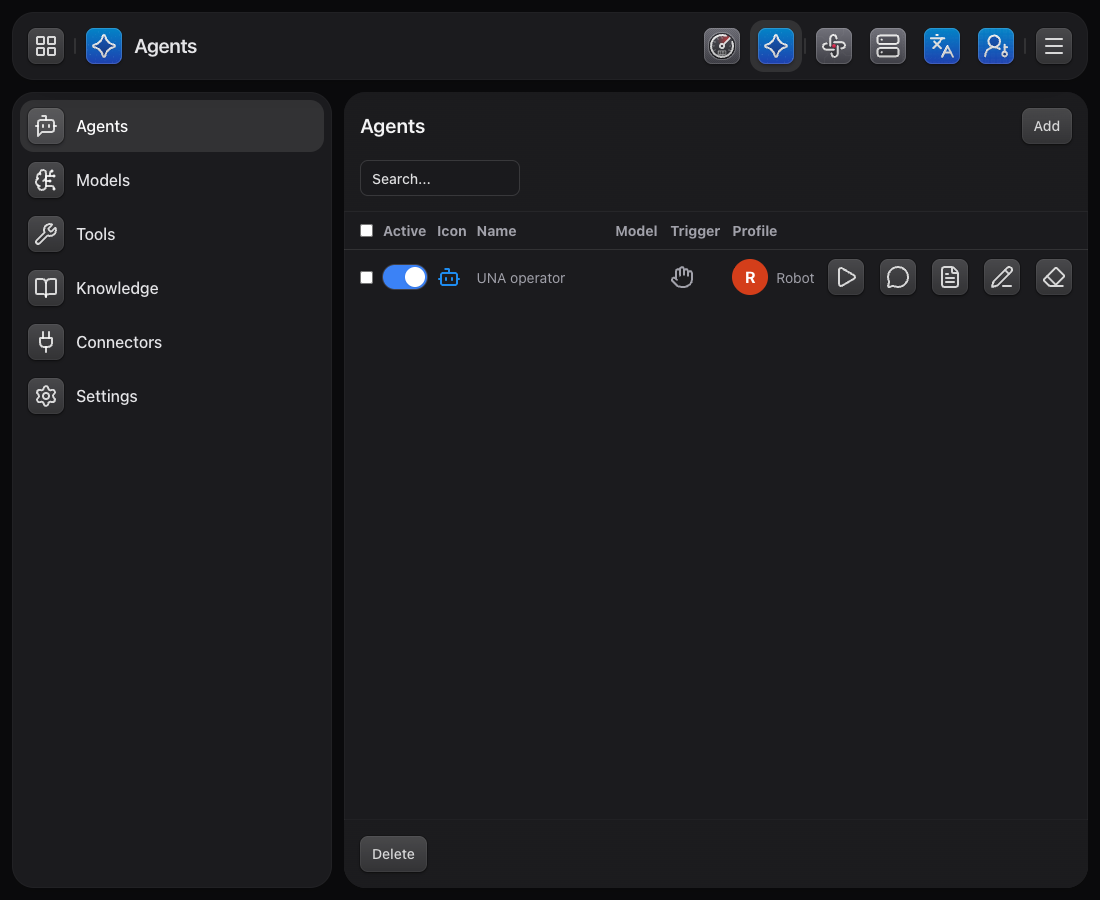 Agents
Agents
Models
Tools
Knowledge
Connectors
Settings
Agents
Add
Search...
Active Icon Name Model Trigger Profile
UNA operator R Robot
Delete